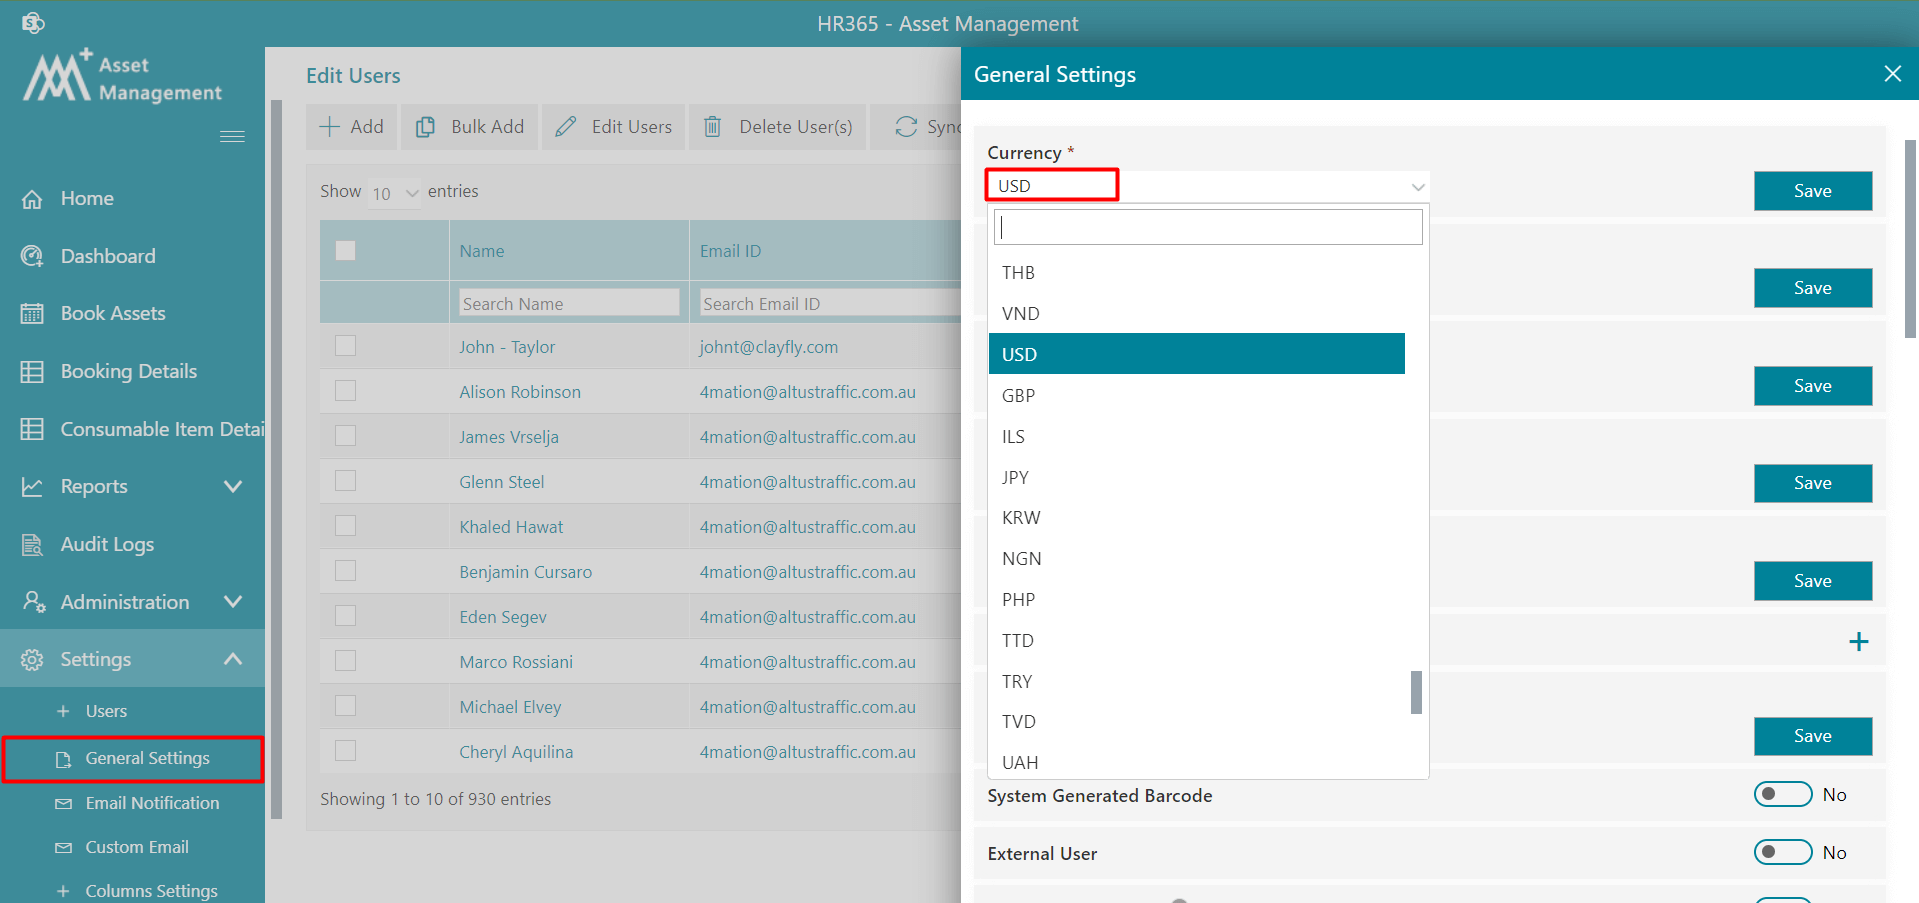 HR365 - Asset Management
Asset
Management
Home
Dashboard
Book Assets
Booking Details
Consumable Item Detai
Reports
Audit Logs
Administration
Settings
Users
General Settings
Email Notification
Custom Email
Columns Settings
Edit Users
Add
Bulk Add
Edit Users
Delete User(s)
Sync
Show 10 entries
Name Email ID
Search Name Search Email ID
John - Taylor johnt@clayfly.com
Alison Robinson 4mation@altustraffic.com.au
James Vrselja 4mation@altustraffic.com.au
Glenn Steel 4mation@altustraffic.com.au
Khaled Hawat 4mation@altustraffic.com.au
Benjamin Cursaro 4mation@altustraffic.com.au
Eden Segev 4mation@altustraffic.com.au
Marco Rossiani 4mation@altustraffic.com.au
Michael Elvey 4mation@altustraffic.com.au
Cheryl Aquilina 4mation@altustraffic.com.au
Showing 1 to 10 of 930 entries
General Settings
Currency *
USD
Save
THB
VND
USD
GBP
ILS
JPY
KRW
NGN
PHP
TTD
TRY
TVD
UAH
Save
Save
Save
Save
Save
System Generated Barcode No
External User No